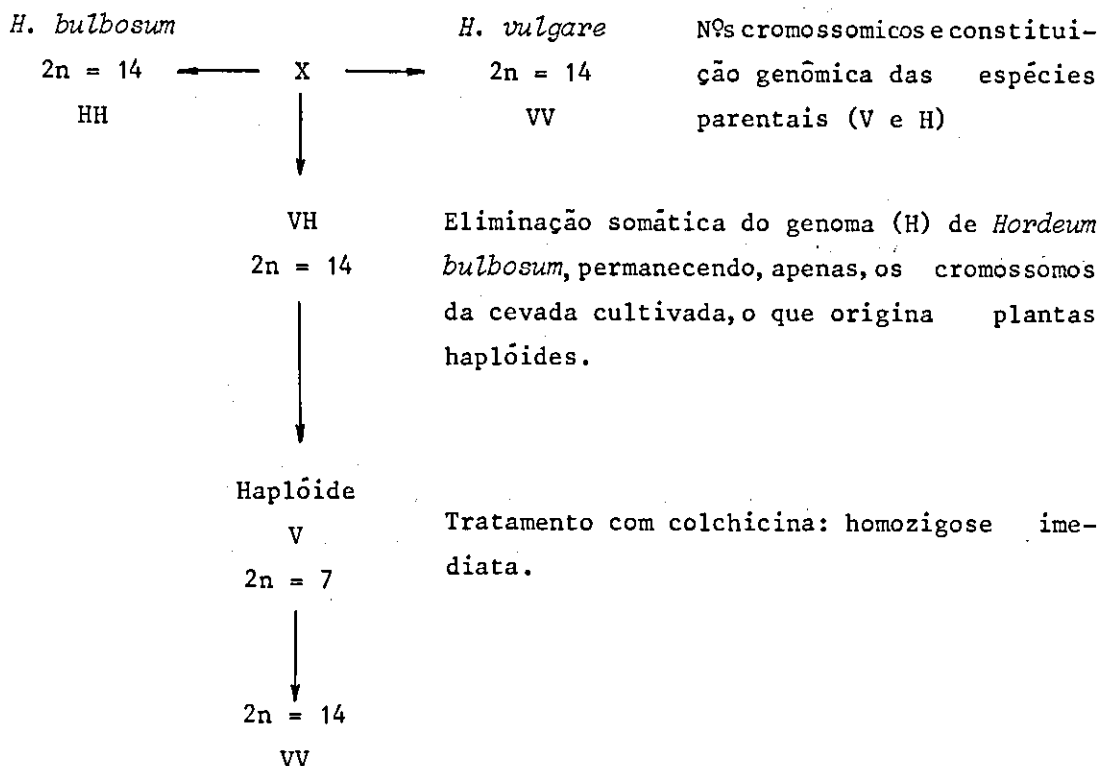 H. bulbosum H. vulgare Nºs cromossomicos e constitui-
2n = 14 X 2n = 14 ção genômica das espécies
HH VV parentais (V e H)
VH Eliminação somática do genoma (H) de Hordeum
2n = 14 bulbosum, permanecendo, apenas, os cromossomos
da cevada cultivada, o que origina plantas
haplóides.
Haplóide
V Tratamento com colchicina: homozigose ime-
2n = 7 diata.
2n = 14
VV